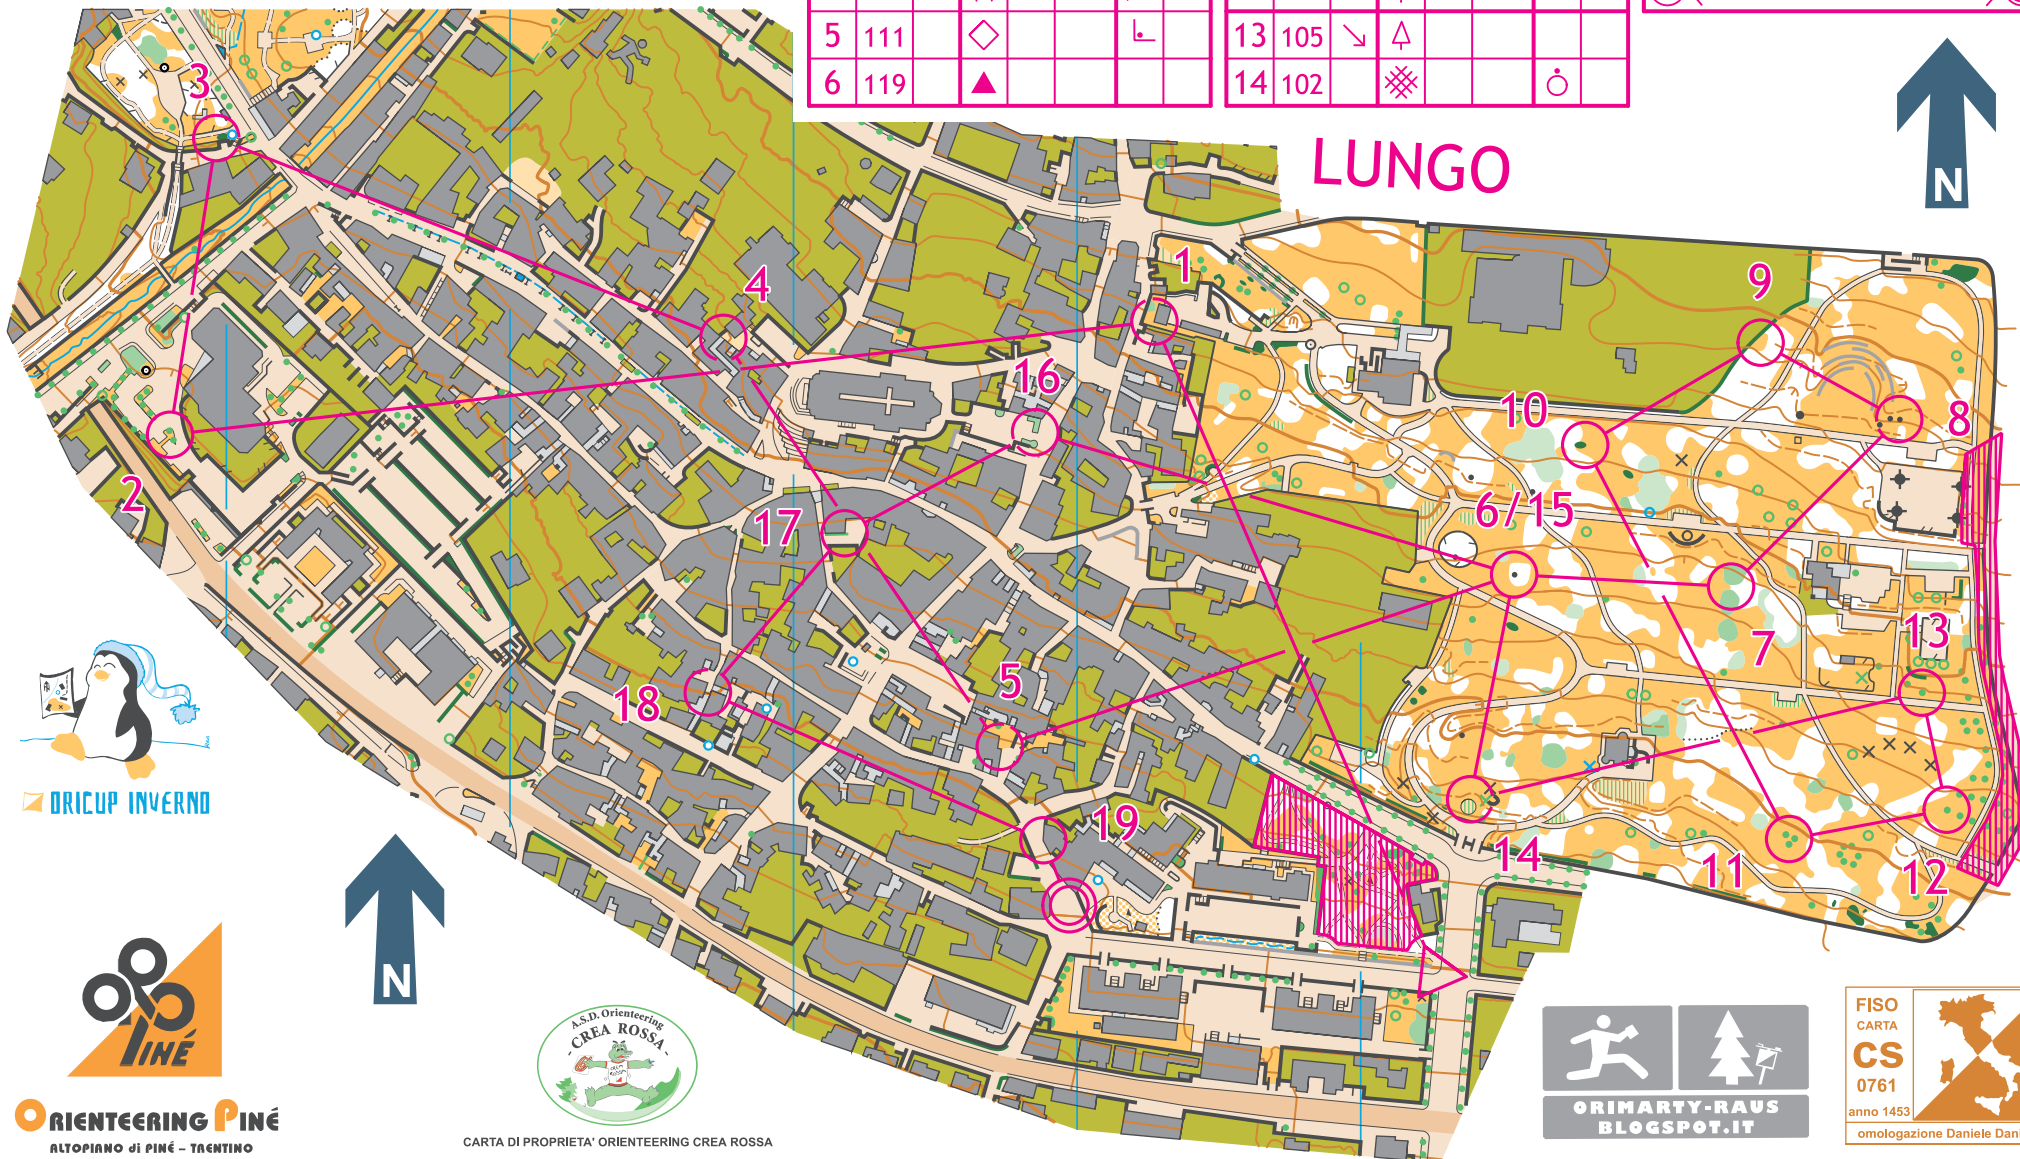 5 111
6 119
13 105
14 102
LUNGO
N
3
1
9
4
16
10
8
2
17
6/15
13
7
5
18
19
14
11
12
ORICUP INVERNO
N
PINÉ
ORIENTEERING PINÉ
ALTOPIANO di PINÉ - TRENTINO
A.S.D. Orienteering
CREA ROSSA
CARTA DI PROPRIETA' ORIENTEERING CREA ROSSA
ORIMARTY-RAUS
BLOGSPOT.IT
FISO
CARTA
CS
0761
anno 1453
omologazione Daniele Dan